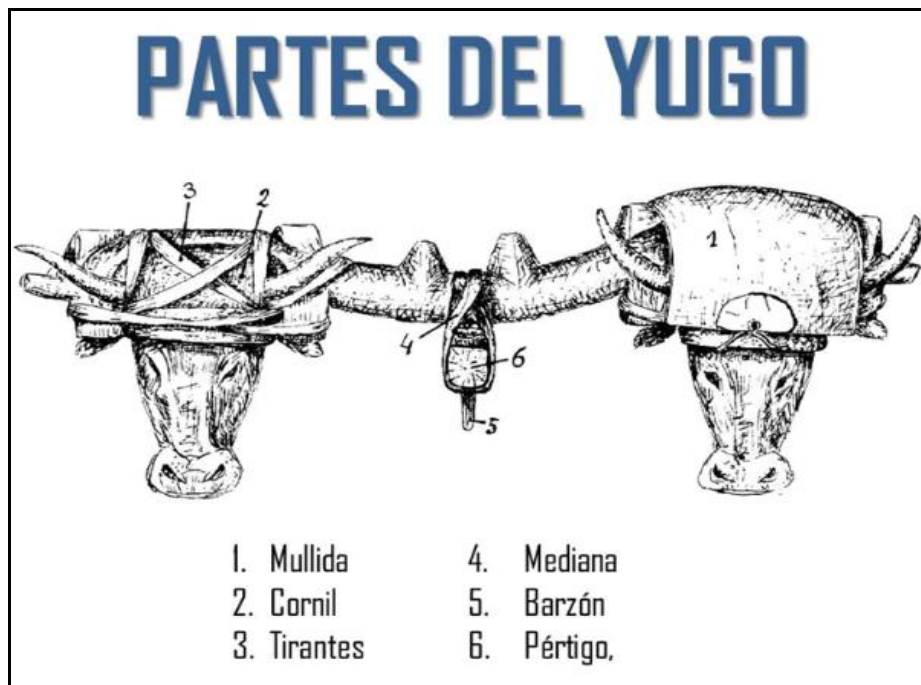 PARTES DEL YUGO
3
2
1
4
6
5
1. Mullida
2. Cornil
3. Tirantes
4. Mediana
5. Barzón
6. Pértigo,